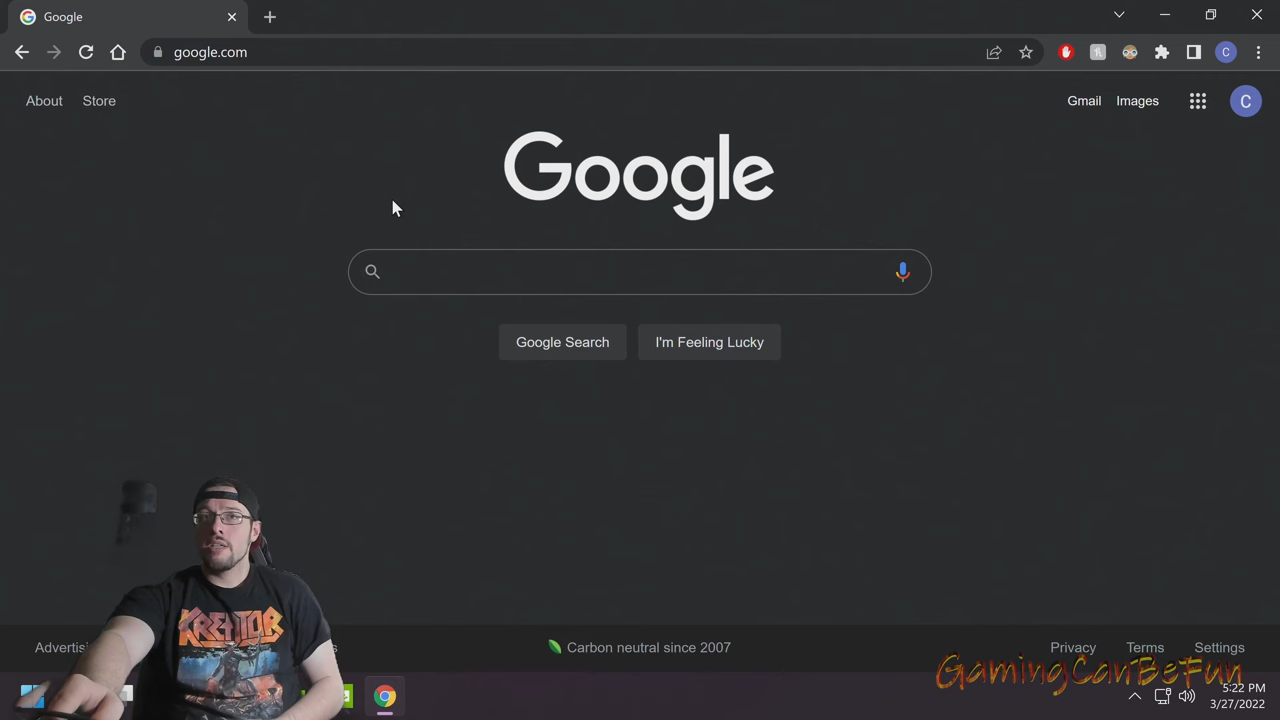 Google
google.com
C
About
Store
Gmail
Images
C
Google
Google Search
I'm Feeling Lucky
KREATOR
Carbon neutral since 2007
Privacy
Terms
Settings
GamingCanBeFun
5:22 PM
3/27/2022